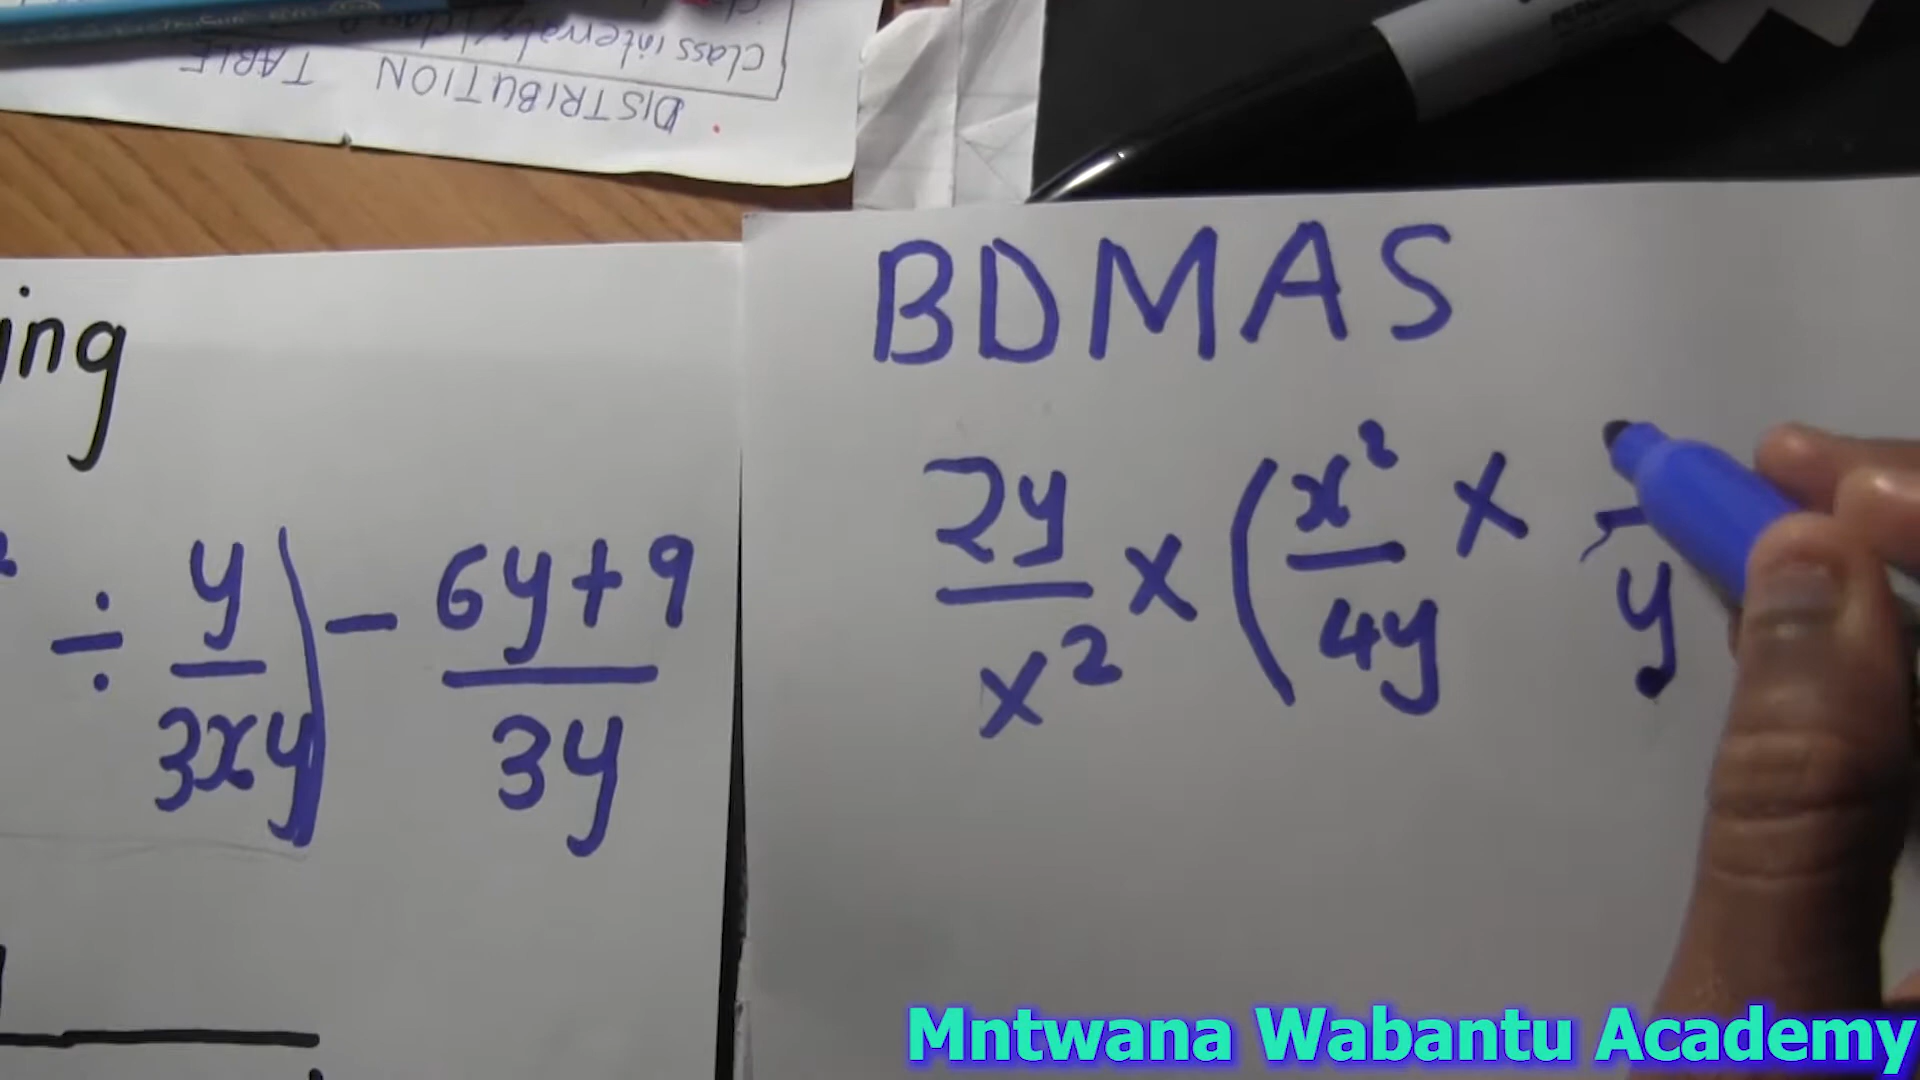 DISTRIBUTION TABLE
class intervals
ing
÷ y/3xy) - 6y+9/3y
BDMAS
2y/x² × (x²/4y × /y
Mntwana Wabantu Academy